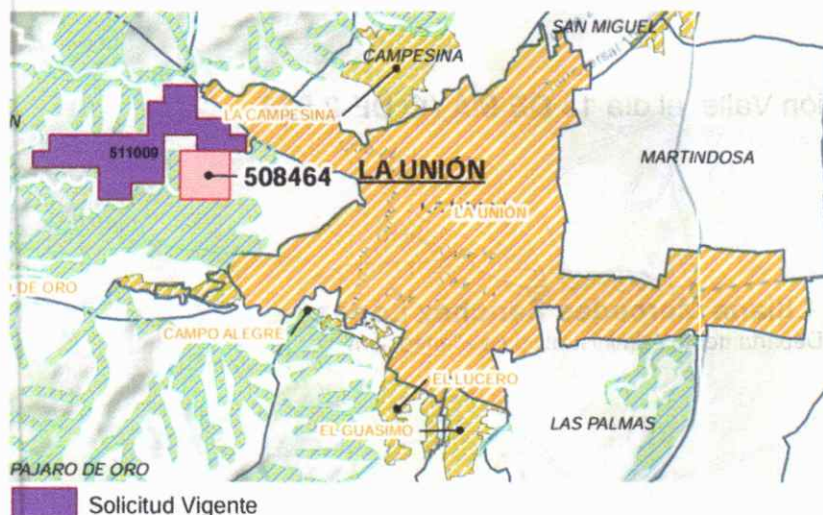 SAN MIGUEL
CAMPESINA
LA CAMPESINA
MARTINDOSA
511009
508464
LA UNIÓN
LA UNIÓN
DE ORO
CAMPO ALEGRE
EL LUCERO
EL GUASIMO
LAS PALMAS
PAJARO DE ORO
Solicitud Vigente